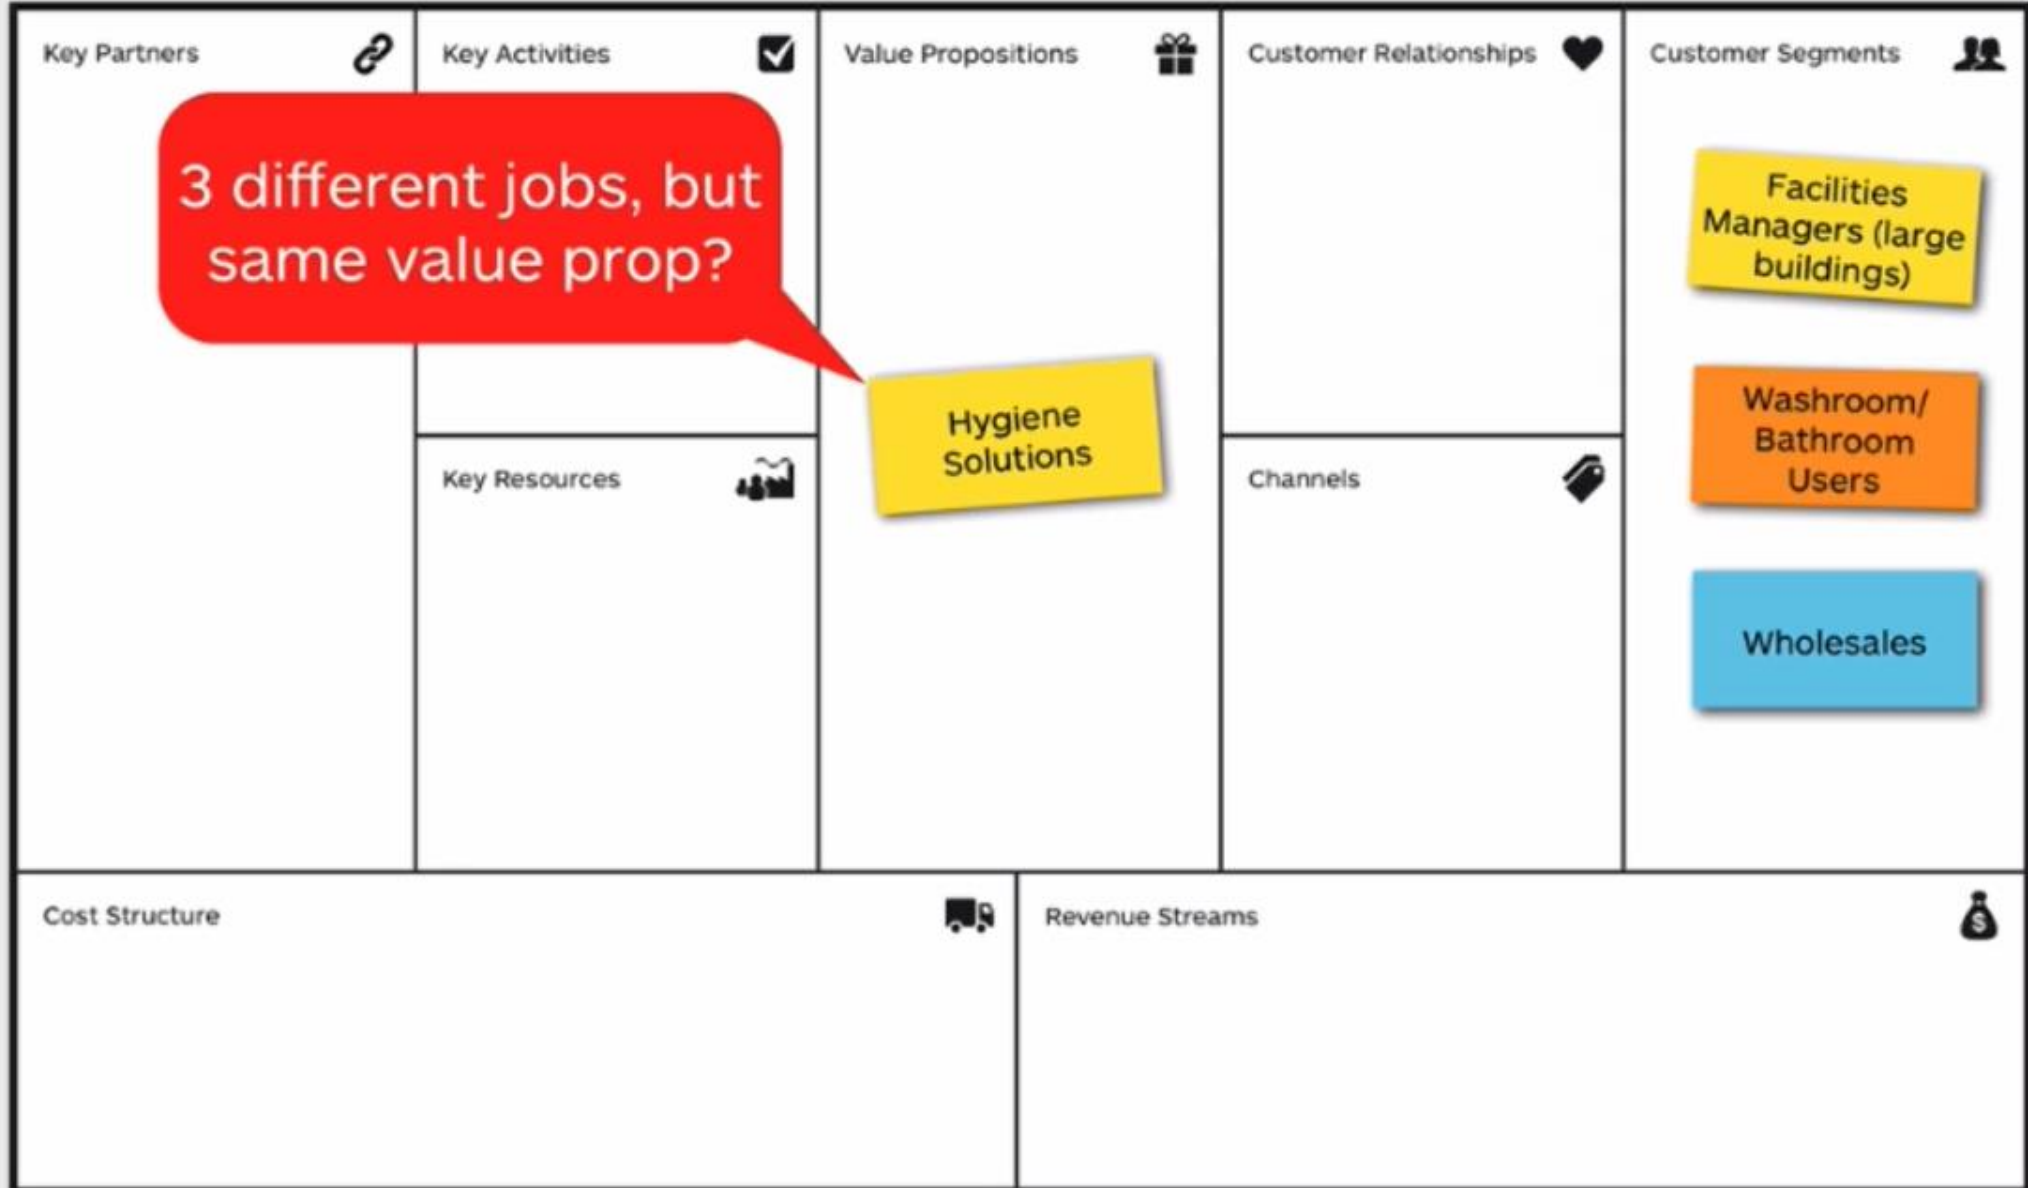 Key Partners
Key Activities
Value Propositions
Customer Relationships
Customer Segments
3 different jobs, but
same value prop?
Facilities
Managers (large
buildings)
Hygiene
Solutions
Washroom/
Bathroom
Users
Key Resources
Channels
Wholesales
Cost Structure
Revenue Streams
$